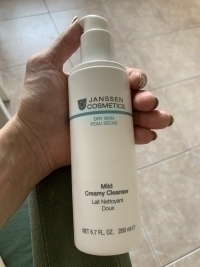 JANSSEN
COSMETICS
DRY SKIN
PEAU SÈCHE
Mild
Creamy Cleanser
Lait Nettoyant
Doux
NET 6.7 FL. OZ. 200 ml e